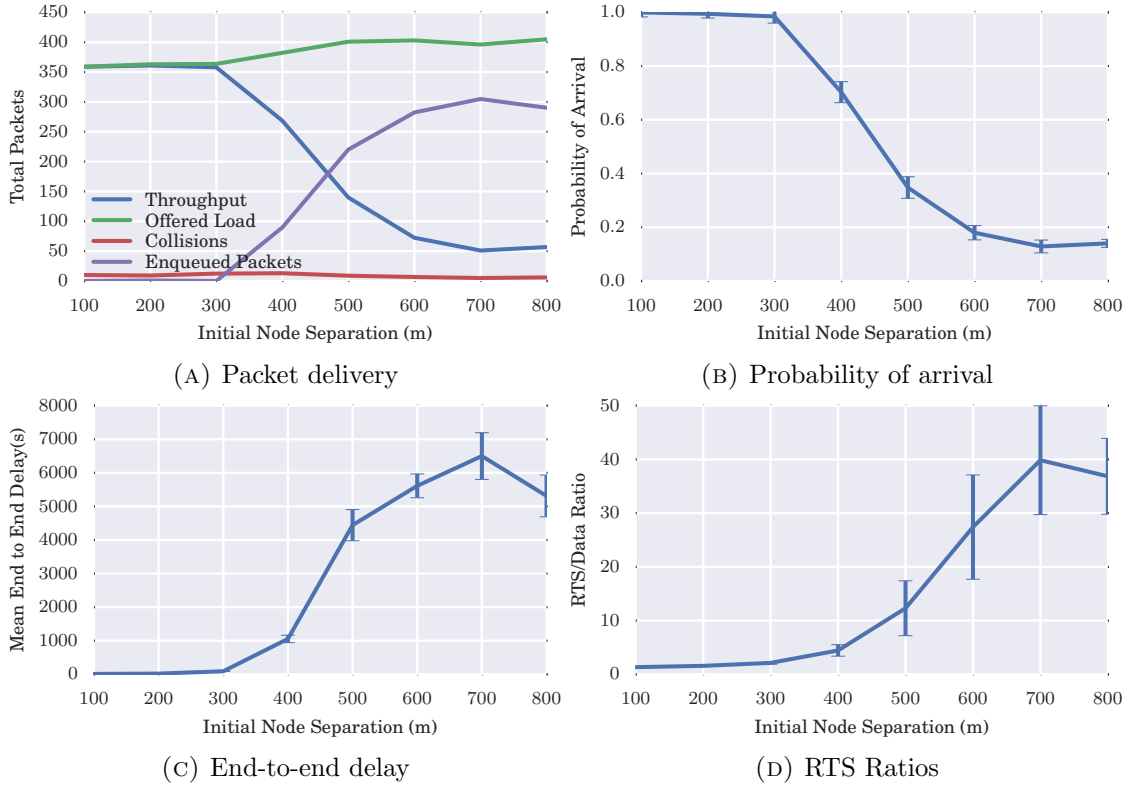 450
400
350
300
250
200
150
100
50
0
Total Packets
Throughput
Offered Load
Collisions
Enqueued Packets
100 200 300 400 500 600 700 800
Initial Node Separation (m)
(A) Packet delivery
1.0
0.8
0.6
0.4
0.2
0.0
Probability of Arrival
100 200 300 400 500 600 700 800
Initial Node Separation (m)
(B) Probability of arrival
8000
7000
6000
5000
4000
3000
2000
1000
0
Mean End to End Delay(s)
100 200 300 400 500 600 700 800
Initial Node Separation (m)
(C) End-to-end delay
50
40
30
20
10
0
RTS/Data Ratio
100 200 300 400 500 600 700 800
Initial Node Separation (m)
(D) RTS Ratios